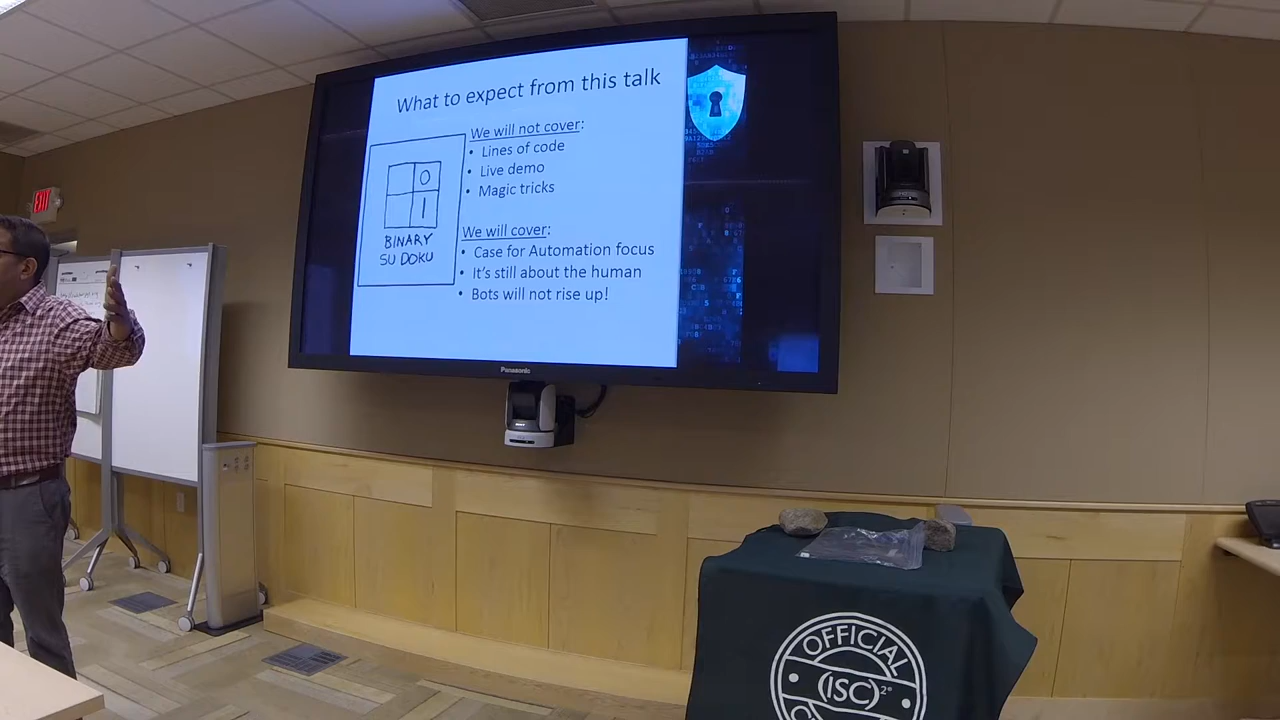 What to expect from this talk
We will not cover:
• Lines of code
• Live demo
• Magic tricks
0
1
BINARY
SU DOKU
We will cover:
• Case for Automation focus
• It's still about the human
• Bots will not rise up!
Panasonic
EXIT
OFFICIAL
(ISC)²®